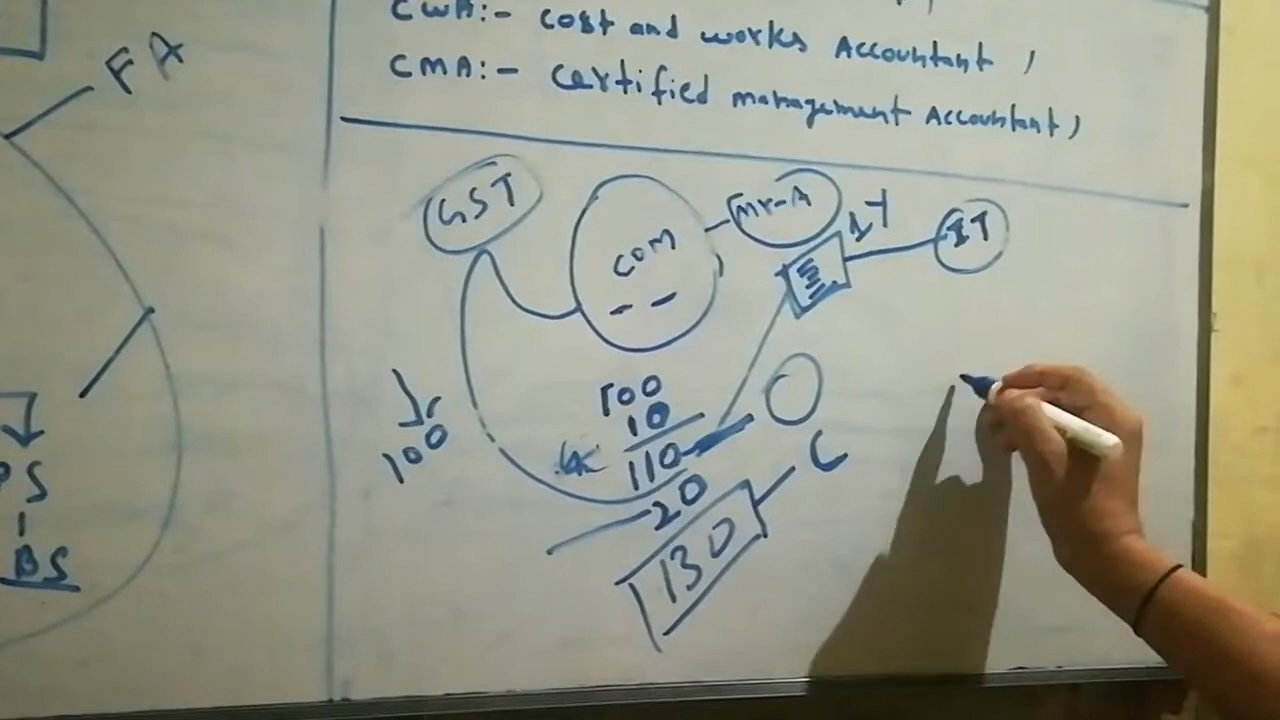 CWA:- Cost and works Accountant,
CMA:- Certified management Accountant,
FA
GST
COM
Mr-A
IT
IT
100
10
110
20
130
C
100
S
BS